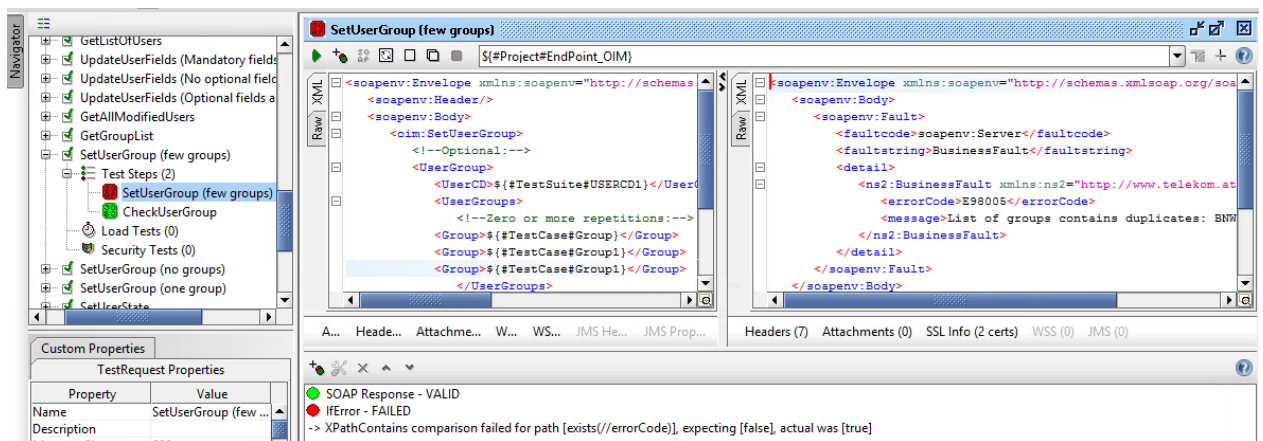 Navigator
GetListOfUsers
UpdateUserFields (Mandatory fields
UpdateUserFields (No optional field
UpdateUserFields (Optional fields a
GetAllModifiedUsers
GetGroupList
SetUserGroup (few groups)
Test Steps (2)
SetUserGroup (few groups)
CheckUserGroup
Load Tests (0)
Security Tests (0)
SetUserGroup (no groups)
SetUserGroup (one group)
SetUserState
Custom Properties
TestRequest Properties
Property Value
Name SetUserGroup (few ...
Description
SetUserGroup (few groups)
${#Project#EndPoint_OIM}
XML
Raw
<soapenv:Envelope xmlns:soapenv="http://schemas.
<soapenv:Header/>
<soapenv:Body>
<oim:SetUserGroup>
<!--Optional:-->
<UserGroup>
<UserCD>${#TestSuite#USERCD1}</User
<UserGroups>
<!--Zero or more repetitions:-->
<Group>${#TestCase#Group}</Group>
<Group>${#TestCase#Group1}</Group>
<Group>${#TestCase#Group1}</Group>
</UserGroups>
A... Heade... Attachme... W... WS... JMS He... JMS Prop...
XML
Raw
<soapenv:Envelope xmlns:soapenv="http://schemas.xmlsoap.org/soa
<soapenv:Body>
<soapenv:Fault>
<faultcode>soapenv:Server</faultcode>
<faultstring>BusinessFault</faultstring>
<detail>
<ns2:BusinessFault xmlns:ns2="http://www.telekom.at
<errorCode>E98005</errorCode>
<message>List of groups contains duplicates: BNW
</ns2:BusinessFault>
</detail>
</soapenv:Fault>
</soapenv:Body>
Headers (7) Attachments (0) SSL Info (2 certs) WSS (0) JMS (0)
SOAP Response - VALID
IfError - FAILED
-> XPathContains comparison failed for path [exists(//errorCode)], expecting [false], actual was [true]